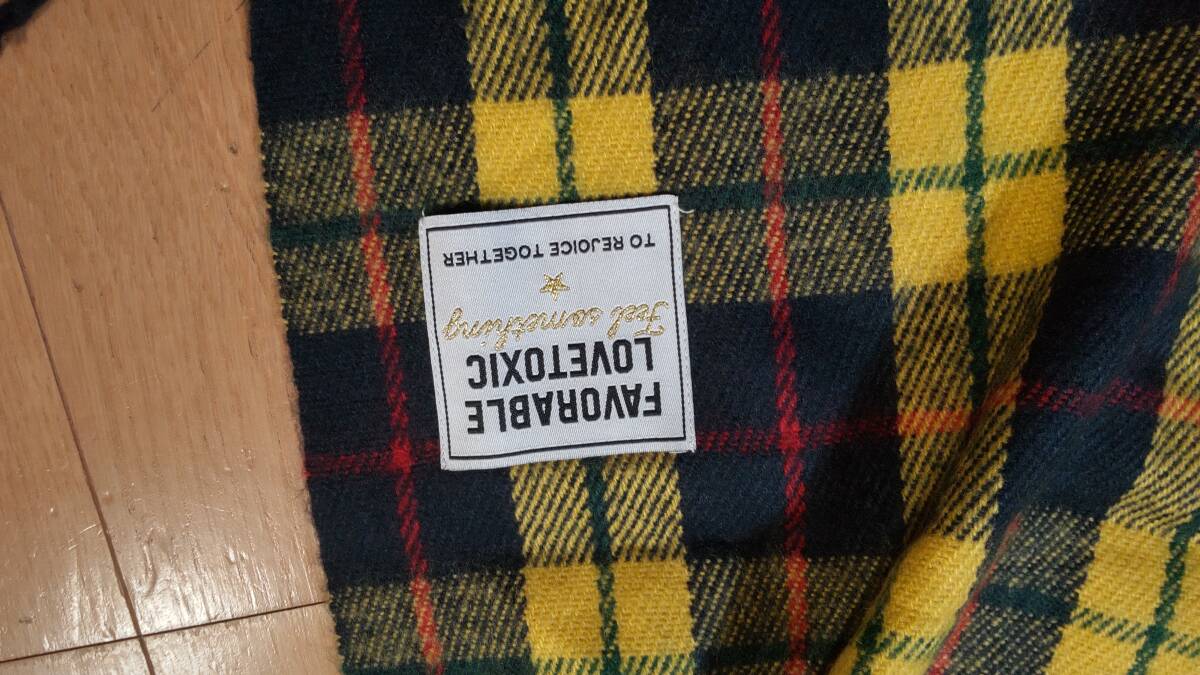 FAVORABLE
LOVETOXIC
Feel something
TO REJOICE TOGETHER